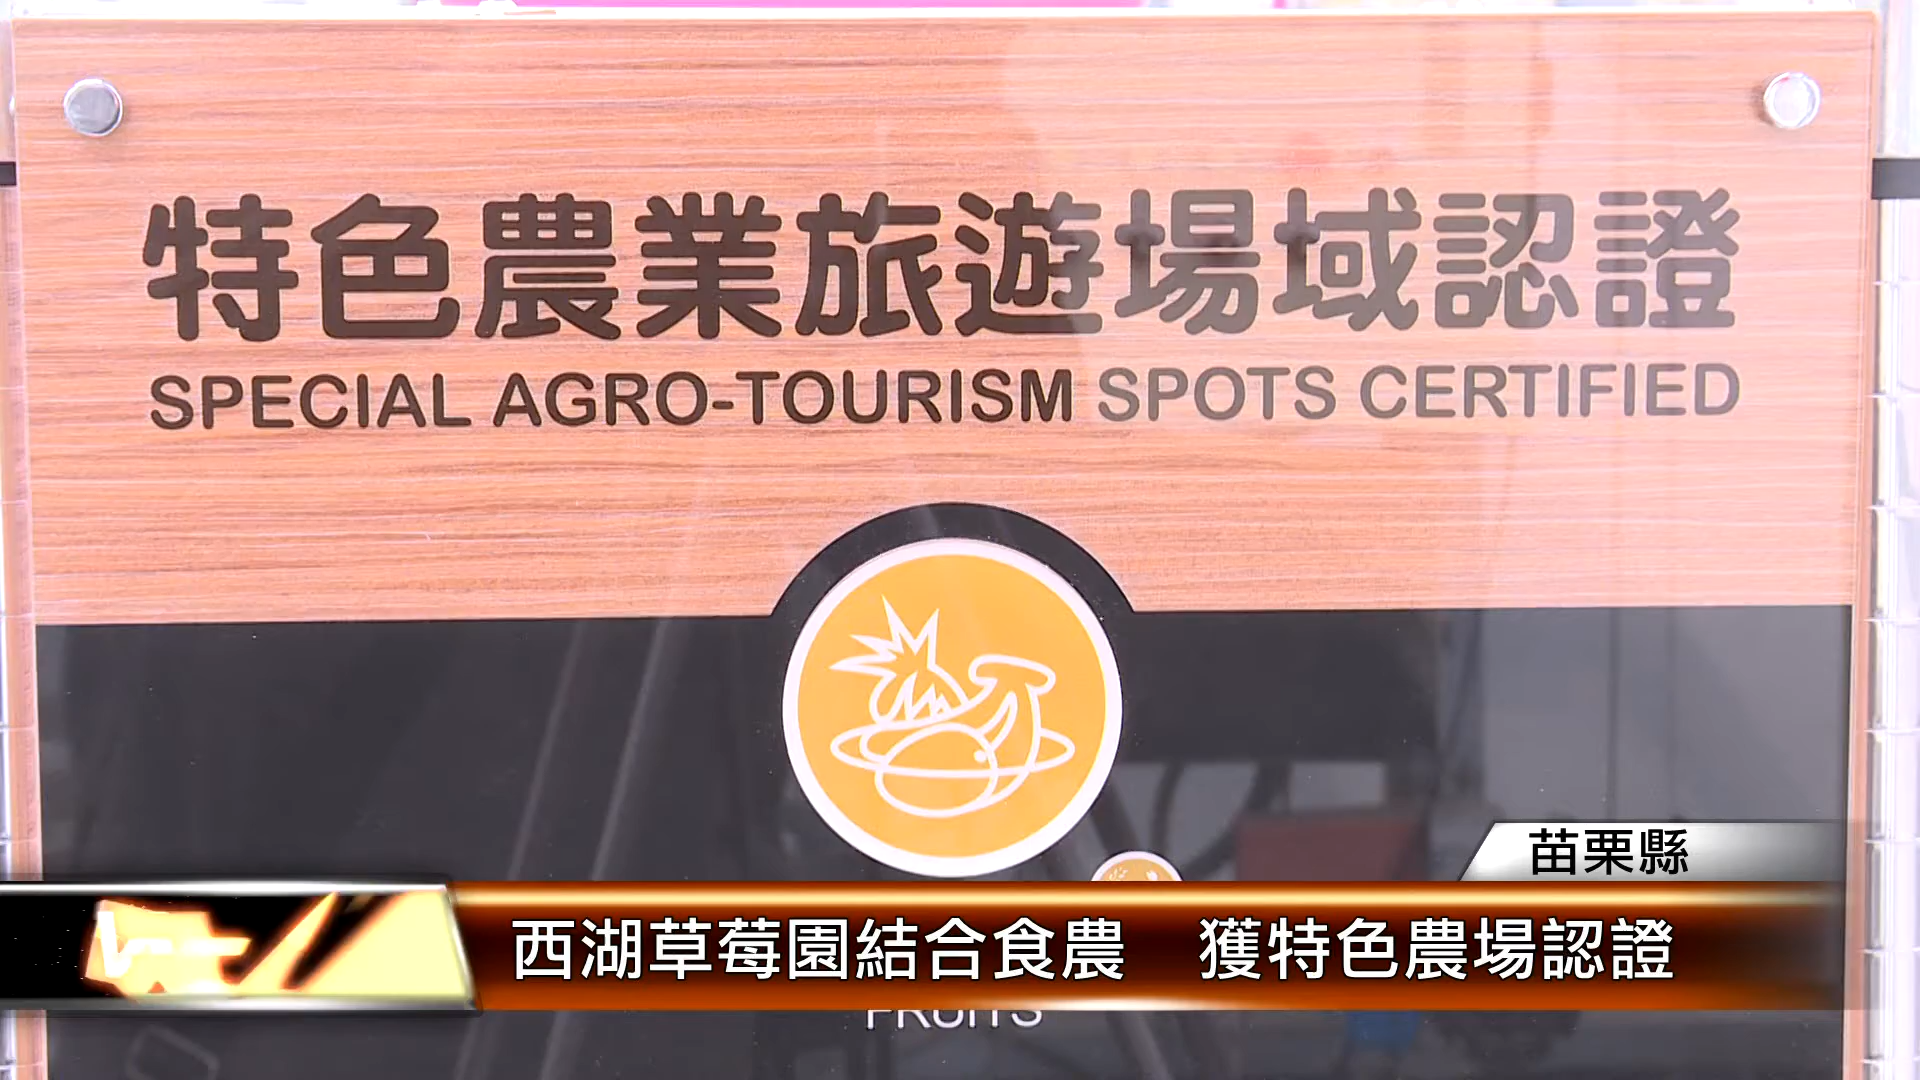 特色農業旅遊場域認證
SPECIAL AGRO-TOURISM SPOTS CERTIFIED
苗栗縣
西湖草莓園結合食農　獲特色農場認證
FRUITS